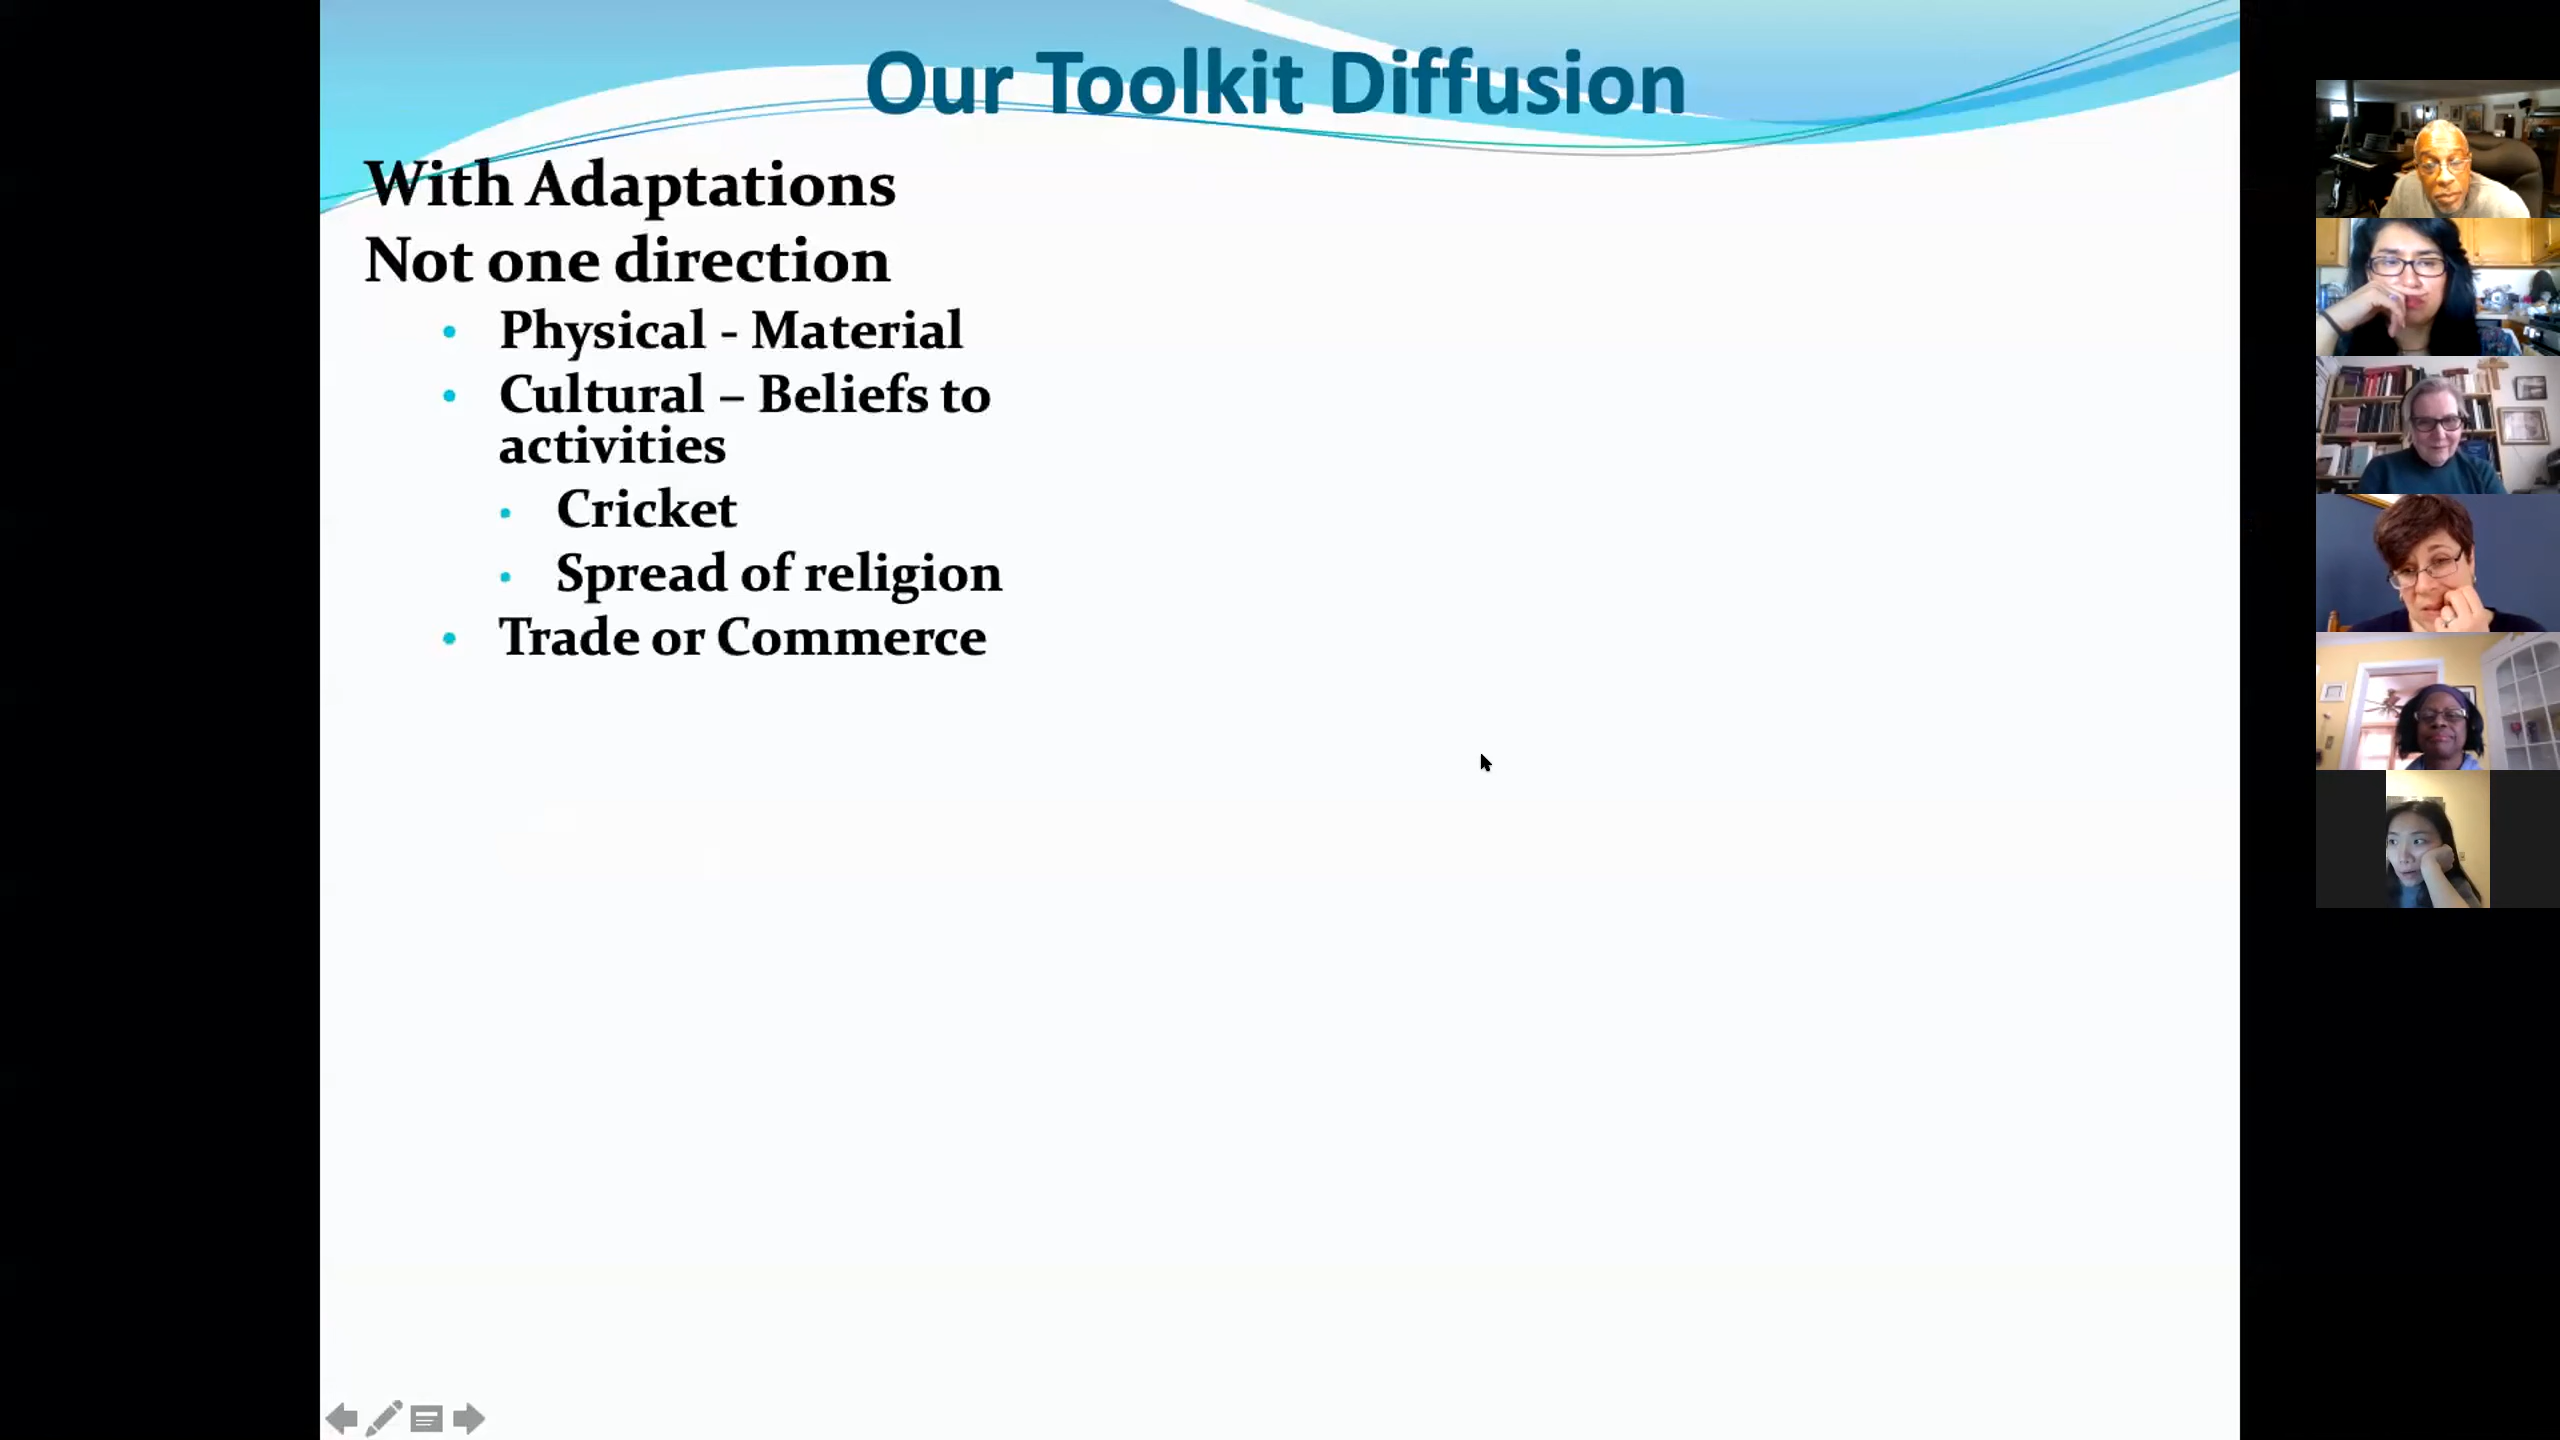 Our Toolkit Diffusion
With Adaptations
Not one direction
• Physical - Material
• Cultural – Beliefs to
activities
• Cricket
• Spread of religion
• Trade or Commerce